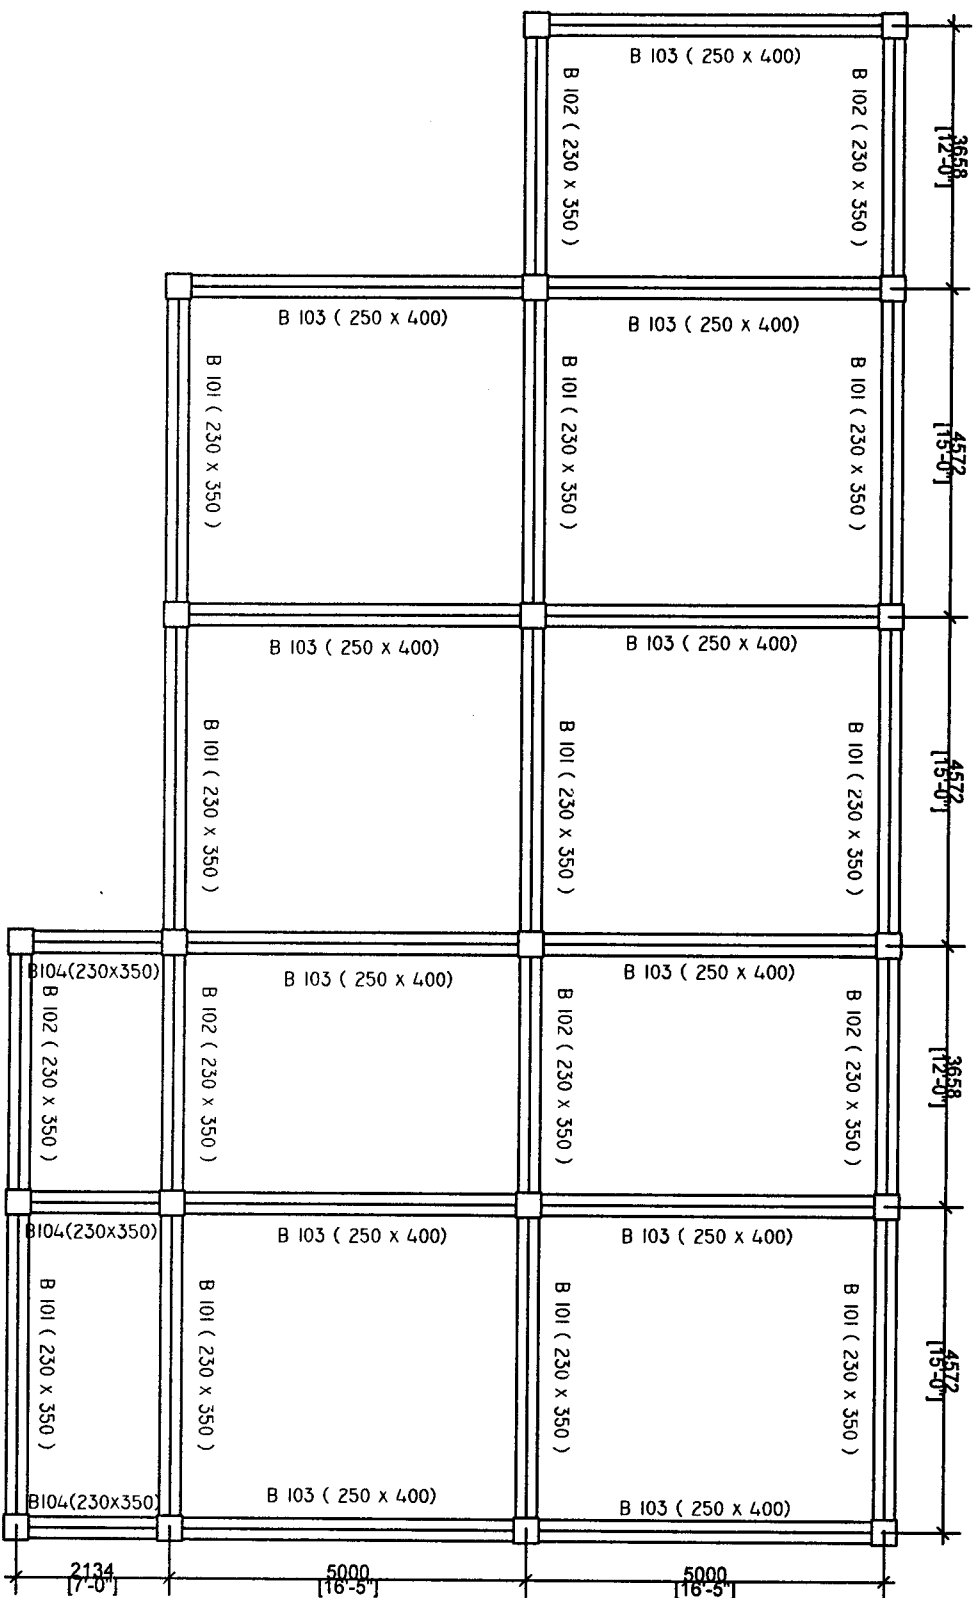 B 103 ( 250 X 400)
B 102 ( 230 X 350 )
B 102 ( 230 X 350 )
3658
[12'-0"]
B 103 ( 250 X 400)
B 103 ( 250 X 400)
B 101 ( 230 X 350 )
B 101 ( 230 X 350 )
B 101 ( 230 X 350 )
4572
[15'-0"]
B 103 ( 250 X 400)
B 103 ( 250 X 400)
B 101 ( 230 X 350 )
B 101 ( 230 X 350 )
B 101 ( 230 X 350 )
4572
[15'-0"]
B104(230x350)
B 103 ( 250 X 400)
B 103 ( 250 X 400)
B 102 ( 230 X 350 )
B 102 ( 230 X 350 )
B 102 ( 230 X 350 )
B 102 ( 230 X 350 )
3658
[12'-0"]
B104(230x350)
B 103 ( 250 X 400)
B 103 ( 250 X 400)
B 101 ( 230 X 350 )
B 101 ( 230 X 350 )
B 101 ( 230 X 350 )
B 101 ( 230 X 350 )
4572
[15'-0"]
B104(230x350)
B 103 ( 250 X 400)
B 103 ( 250 X 400)
2134
[7'-0"]
5000
[16'-5"]
5000
[16'-5"]